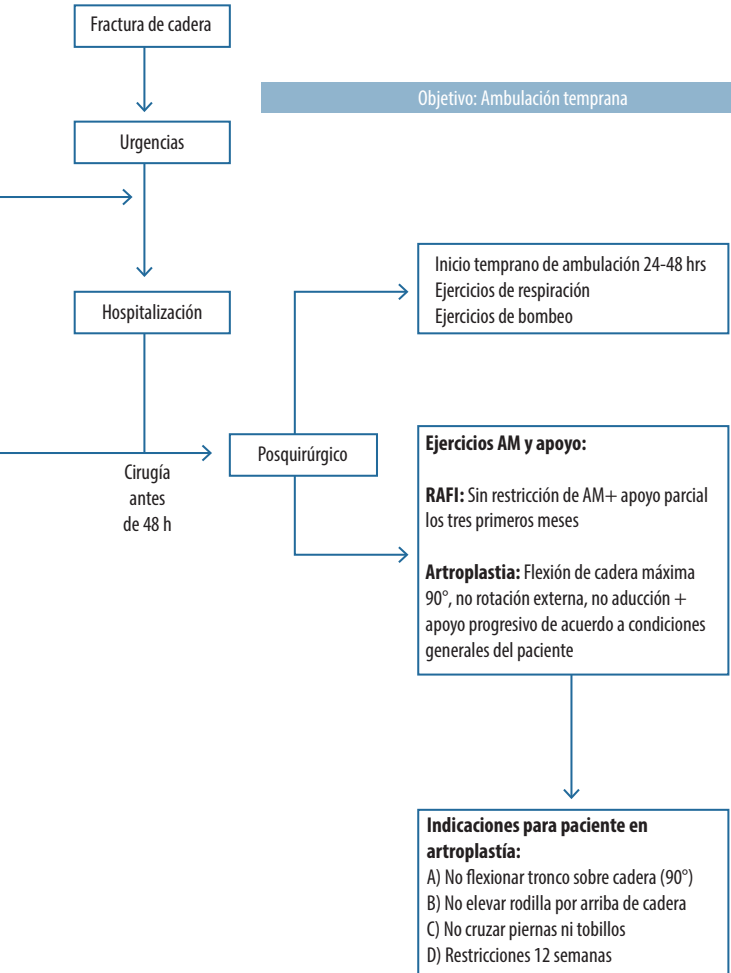 Fractura de cadera
Objetivo: Ambulación temprana
Urgencias
Inicio temprano de ambulación 24-48 hrs
Ejercicios de respiración
Ejercicios de bombeo
Hospitalización
Cirugía
antes
de 48 h
Posquirúrgico
Ejercicios AM y apoyo:
RAFI: Sin restricción de AM+ apoyo parcial
los tres primeros meses
Artroplastia: Flexión de cadera máxima
90°, no rotación externa, no aducción +
apoyo progresivo de acuerdo a condiciones
generales del paciente
Indicaciones para paciente en
artroplastía:
A) No flexionar tronco sobre cadera (90°)
B) No elevar rodilla por arriba de cadera
C) No cruzar piernas ni tobillos
D) Restricciones 12 semanas